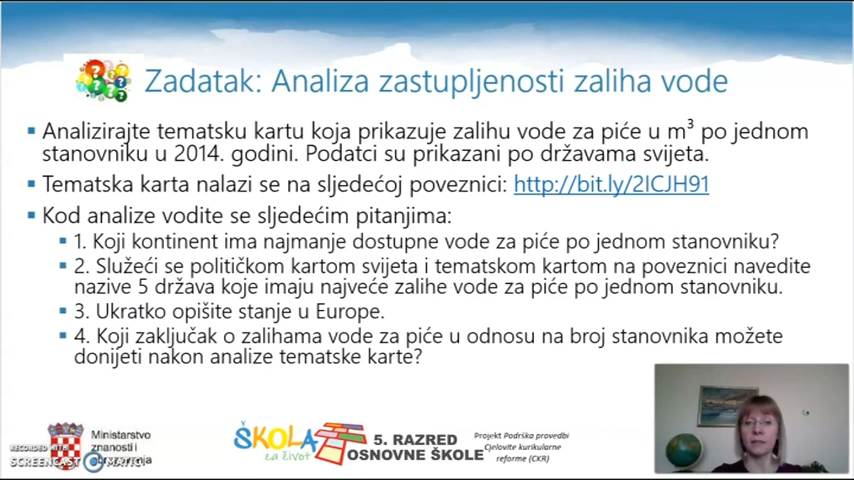 Zadatak: Analiza zastupljenosti zaliha vode
Analizirajte tematsku kartu koja prikazuje zalihu vode za piće u m³ po jednom
stanovniku u 2014. godini. Podatci su prikazani po državama svijeta.
Tematska karta nalazi se na sljedećoj poveznici: http://bit.ly/2ICJH91
Kod analize vodite se sljedećim pitanjima:
1. Koji kontinent ima najmanje dostupne vode za piće po jednom stanovniku?
2. Služeći se političkom kartom svijeta i tematskom kartom na poveznici navedite
nazive 5 država koje imaju najveće zalihe vode za piće po jednom stanovniku.
3. Ukratko opišite stanje u Europe.
4. Koji zaključak o zalihama vode za piće u odnosu na broj stanovnika možete
donijeti nakon analize tematske karte?
Ministarstvo
znanosti i
RECORDED WITH
SCREENCAST MATIC
ŠKOLA
za život
5. RAZRED
OSNOVNE ŠKOLE
Projekt Podrška provedbi
Cjelovite kurikularne
reforme (CKR)